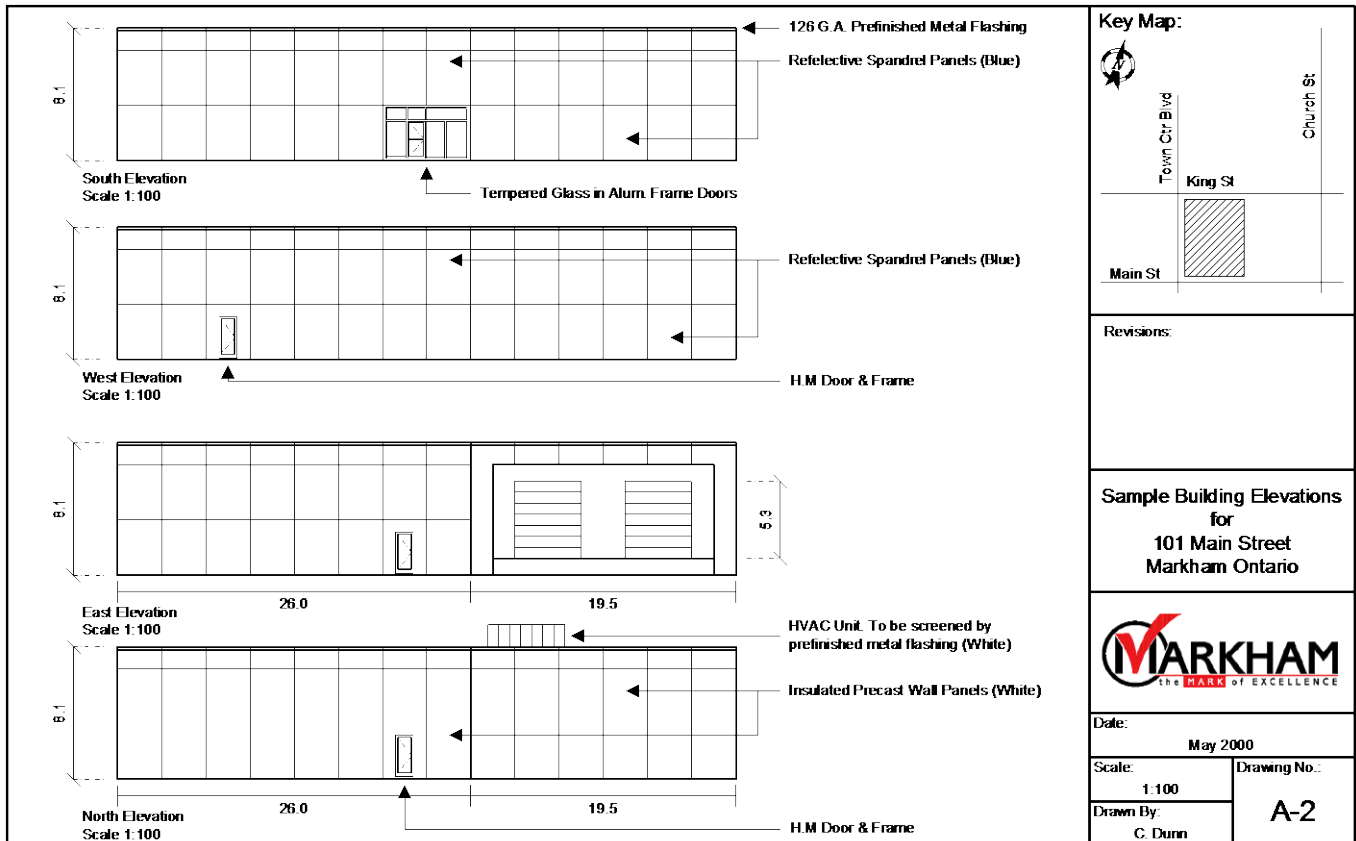 126 G.A. Prefinished Metal Flashing
Refelective Spandrel Panels (Blue)
8.1
South Elevation
Scale 1:100
Tempered Glass in Alum. Frame Doors
Refelective Spandrel Panels (Blue)
8.1
West Elevation
Scale 1:100
H.M Door & Frame
8.1
5.3
26.0
19.5
East Elevation
Scale 1:100
HVAC Unit. To be screened by
prefinished metal flashing (White)
Insulated Precast Wall Panels (White)
8.1
26.0
19.5
North Elevation
Scale 1:100
H.M Door & Frame
Key Map:
N
Town Ctr Blvd
Church St
King St
Main St
Revisions:
Sample Building Elevations
for
101 Main Street
Markham Ontario
MARKHAM
the MARK of EXCELLENCE
Date:
May 2000
Scale:
1:100
Drawing No.:
A-2
Drawn By:
C. Dunn